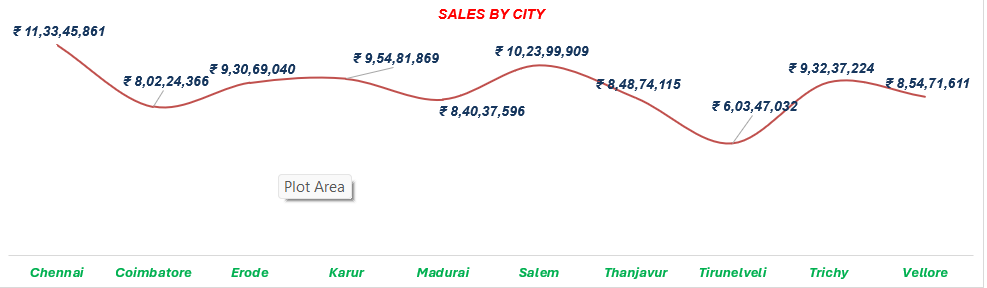 SALES BY CITY
₹ 11,33,45,861
₹ 8,02,24,366
₹ 9,30,69,040
₹ 9,54,81,869
₹ 8,40,37,596
₹ 10,23,99,909
₹ 8,48,74,115
₹ 6,03,47,032
₹ 9,32,37,224
₹ 8,54,71,611
Plot Area
Chennai
Coimbatore
Erode
Karur
Madurai
Salem
Thanjavur
Tirunelveli
Trichy
Vellore